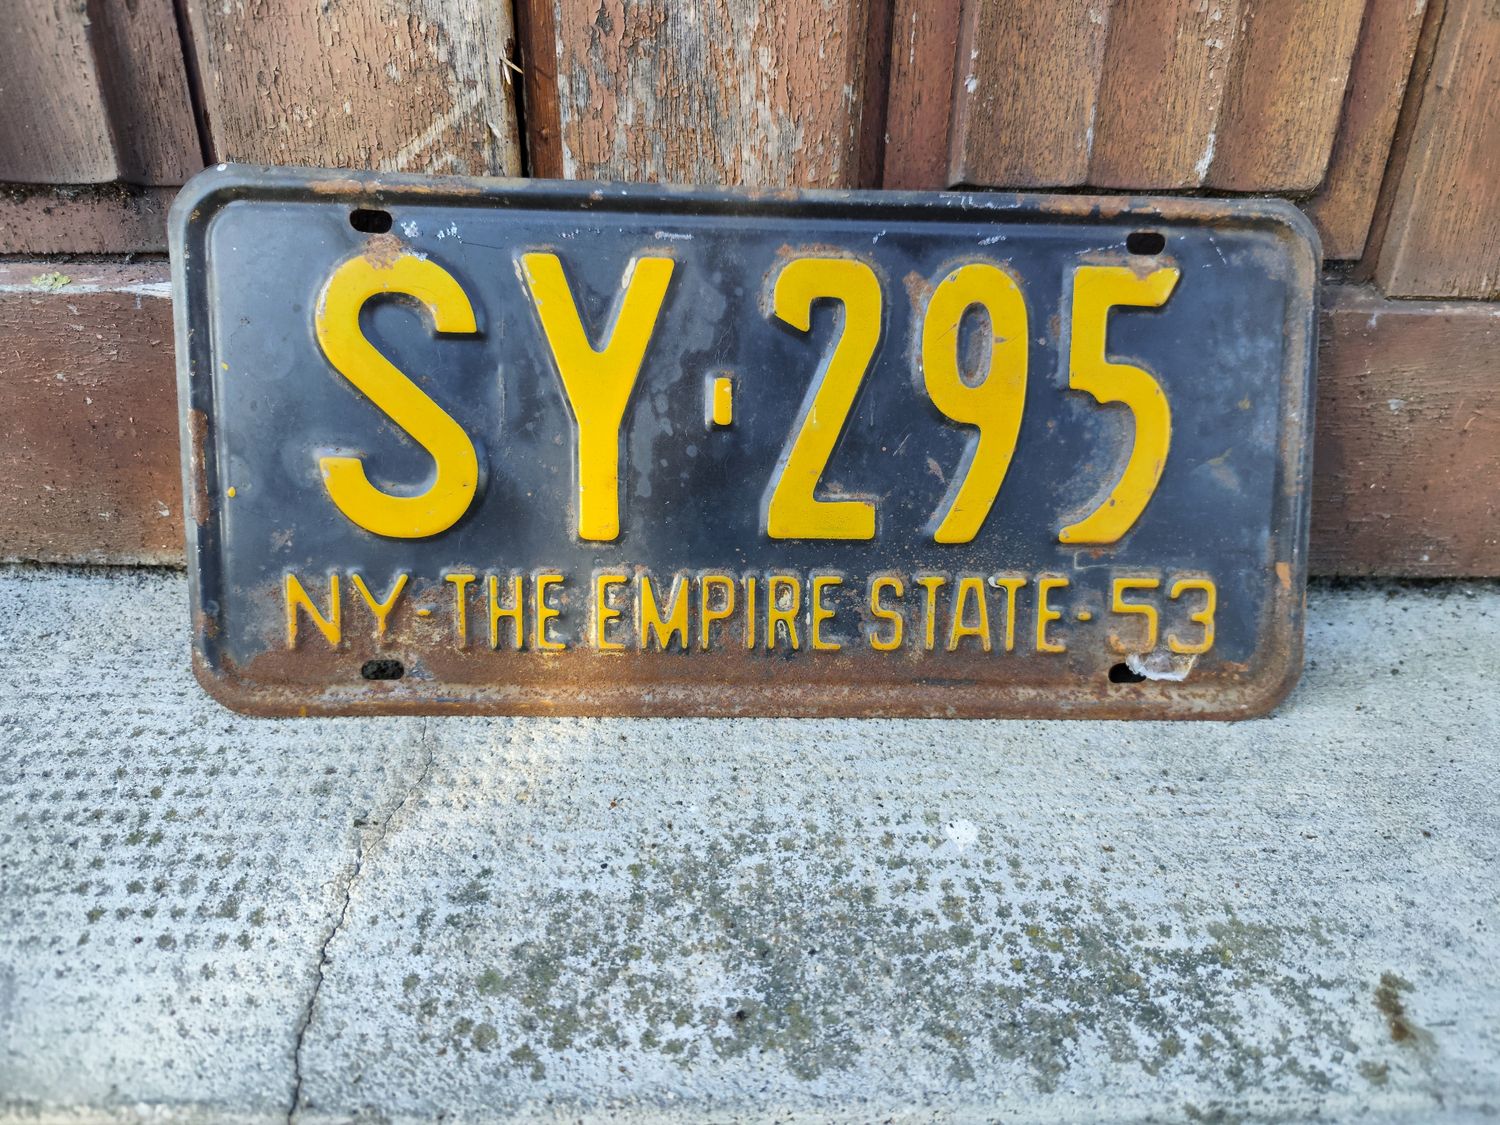 SY-295
NY-THE EMPIRE STATE-53